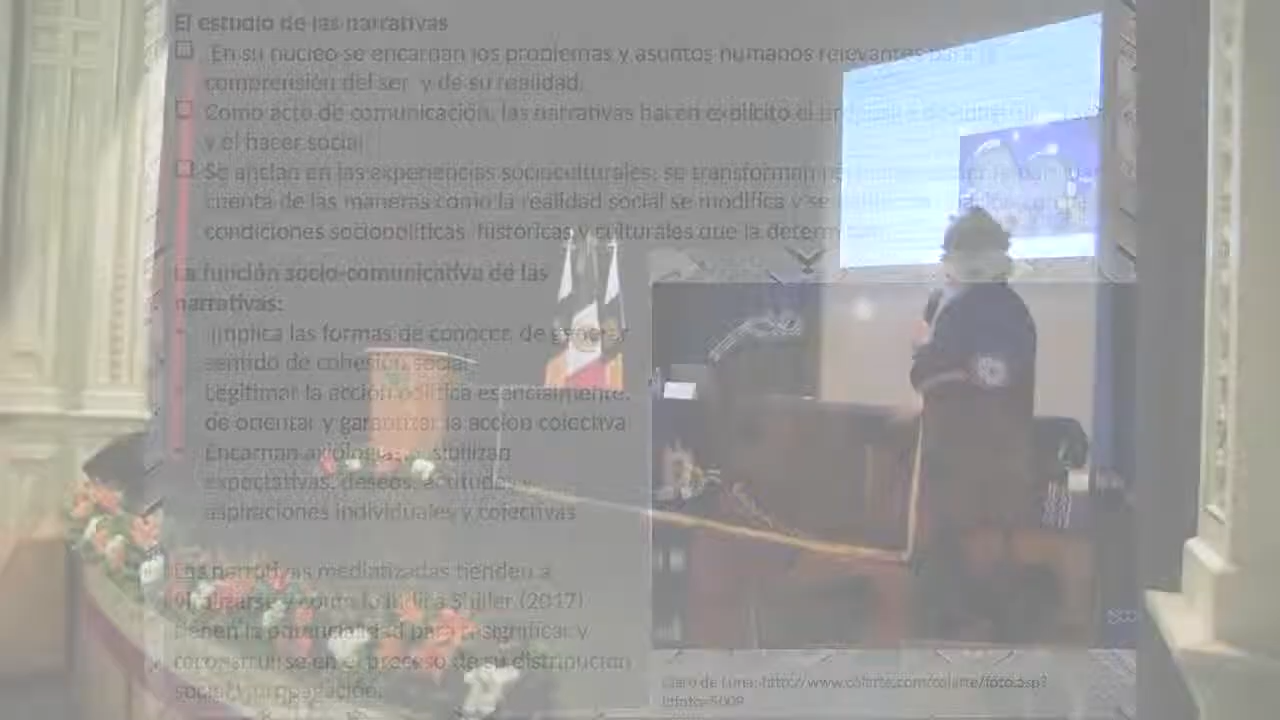 El estudio de las narrativas
En su núcleo se encarnan los problemas y asuntos humanos relevantes para la
comprensión del ser y de su realidad.
Como acto de comunicación, las narrativas hacen explícito el
y el hacer social
Se anclan en las experiencias socioculturales, se transforman
cuenta de las maneras como la realidad social se modifica y se
condiciones sociopolíticas históricas y culturales que la
La función socio-comunicativa de las
narrativas:
Implica las formas de conocer, de generar
sentido de cohesión social
Legitimar la acción política esencialmente,
de orientar y garantizar la acción colectiva
Encarnan
expectativas, deseos, actitudes y
aspiraciones individuales y colectivas
Las narrativas mediatizadas tienden a
y como lo indica Shiller (2017)
tienen la potencialidad para resignificar y
reconstruirse en el proceso de su distribución
social y propagación.
Claro de Luna: http://www.colarte.com/colarte/foto.asp?
idfoto=5009